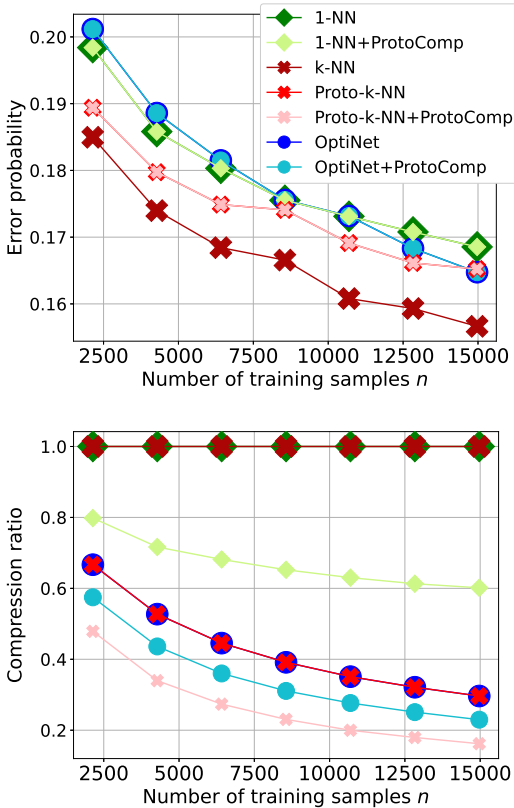 1-NN
1-NN+ProtoComp
k-NN
Proto-k-NN
Proto-k-NN+ProtoComp
OptiNet
OptiNet+ProtoComp
Error probability
0.20
0.19
0.18
0.17
0.16
2500 5000 7500 10000 12500 15000
Number of training samples n
Compression ratio
1.0
0.8
0.6
0.4
0.2
2500 5000 7500 10000 12500 15000
Number of training samples n